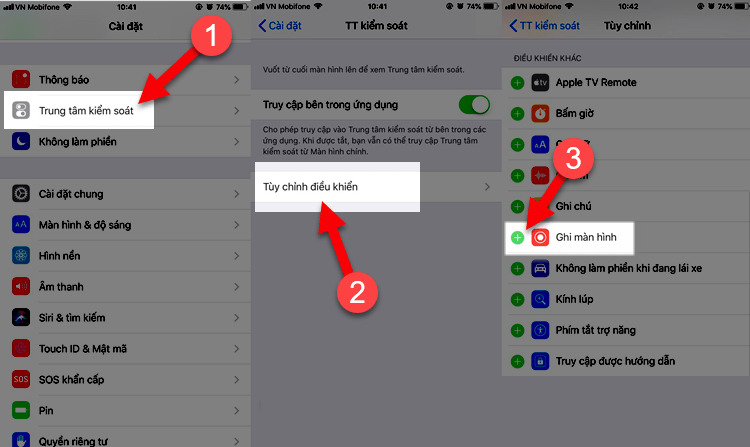 VN Mobifone 10:41 74%
Cài đặt
1
Thông báo
Trung tâm kiểm soát
Không làm phiền
Cài đặt chung
AA Màn hình & độ sáng
Hình nền
Âm thanh
Siri & tìm kiếm
Touch ID & Mật mã
SOS SOS khẩn cấp
Pin
Quyền riêng tư
VN Mobifone 10:41 74%
Cài đặt TT kiểm soát
Vuốt từ cuối màn hình lên để xem Trung tâm kiểm soát.
Truy cập bên trong ứng dụng
Cho phép truy cập vào Trung tâm kiểm soát từ bên trong các
ứng dụng. Khi được tắt, bạn vẫn có thể truy cập Trung tâm
kiểm soát từ Màn hình chính.
Tùy chỉnh điều khiển
2
VN Mobifone 10:42 74%
TT kiểm soát Tùy chỉnh
ĐIỀU KHIỂN KHÁC
tv Apple TV Remote
Bấm giờ
AA
3
Ghi chú
Ghi màn hình
Không làm phiền khi đang lái xe
Kính lúp
Phím tắt trợ năng
Truy cập được hướng dẫn